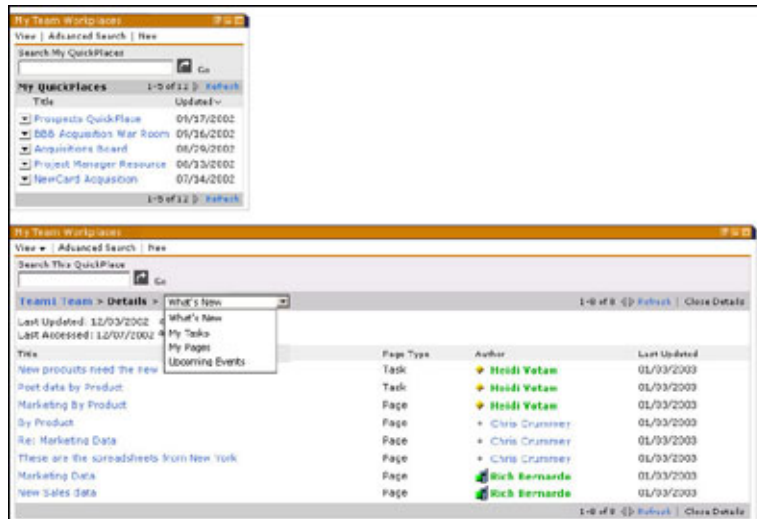 My Team Workplaces
View | Advanced Search | New
Search My QuickPlaces
Go
My QuickPlaces 1-5 of 12 Refresh
Title Updated
Prospects QuickPlace 09/17/2002
BBB Acquisition War Room 09/16/2002
Acquisitions Board 08/29/2002
Project Manager Resource 08/13/2002
NewCard Acquisition 07/14/2002
1-5 of 12 Refresh
My Team Workplaces
View | Advanced Search | New
Search This QuickPlace
Go
Team1 Team > Details > What's New 1-8 of 8 Refresh | Close Details
Last Updated: 12/03/2002 What's New
Last Accessed: 12/07/2002 My Tasks
My Pages
Upcoming Events
Title Page Type Author Last Updated
New products need the new Task Heidi Votam 01/03/2003
Post data by Product Task Heidi Votam 01/03/2003
Marketing By Product Page Heidi Votam 01/03/2003
By Product Page Chris Crummey 01/03/2003
Re: Marketing Data Page Chris Crummey 01/03/2003
These are the spreadsheets from New York Page Chris Crummey 01/03/2003
Marketing Data Page Rich Bernarde 01/03/2003
New Sales data Page Rich Bernarde 01/03/2003
1-8 of 8 Refresh | Close Details